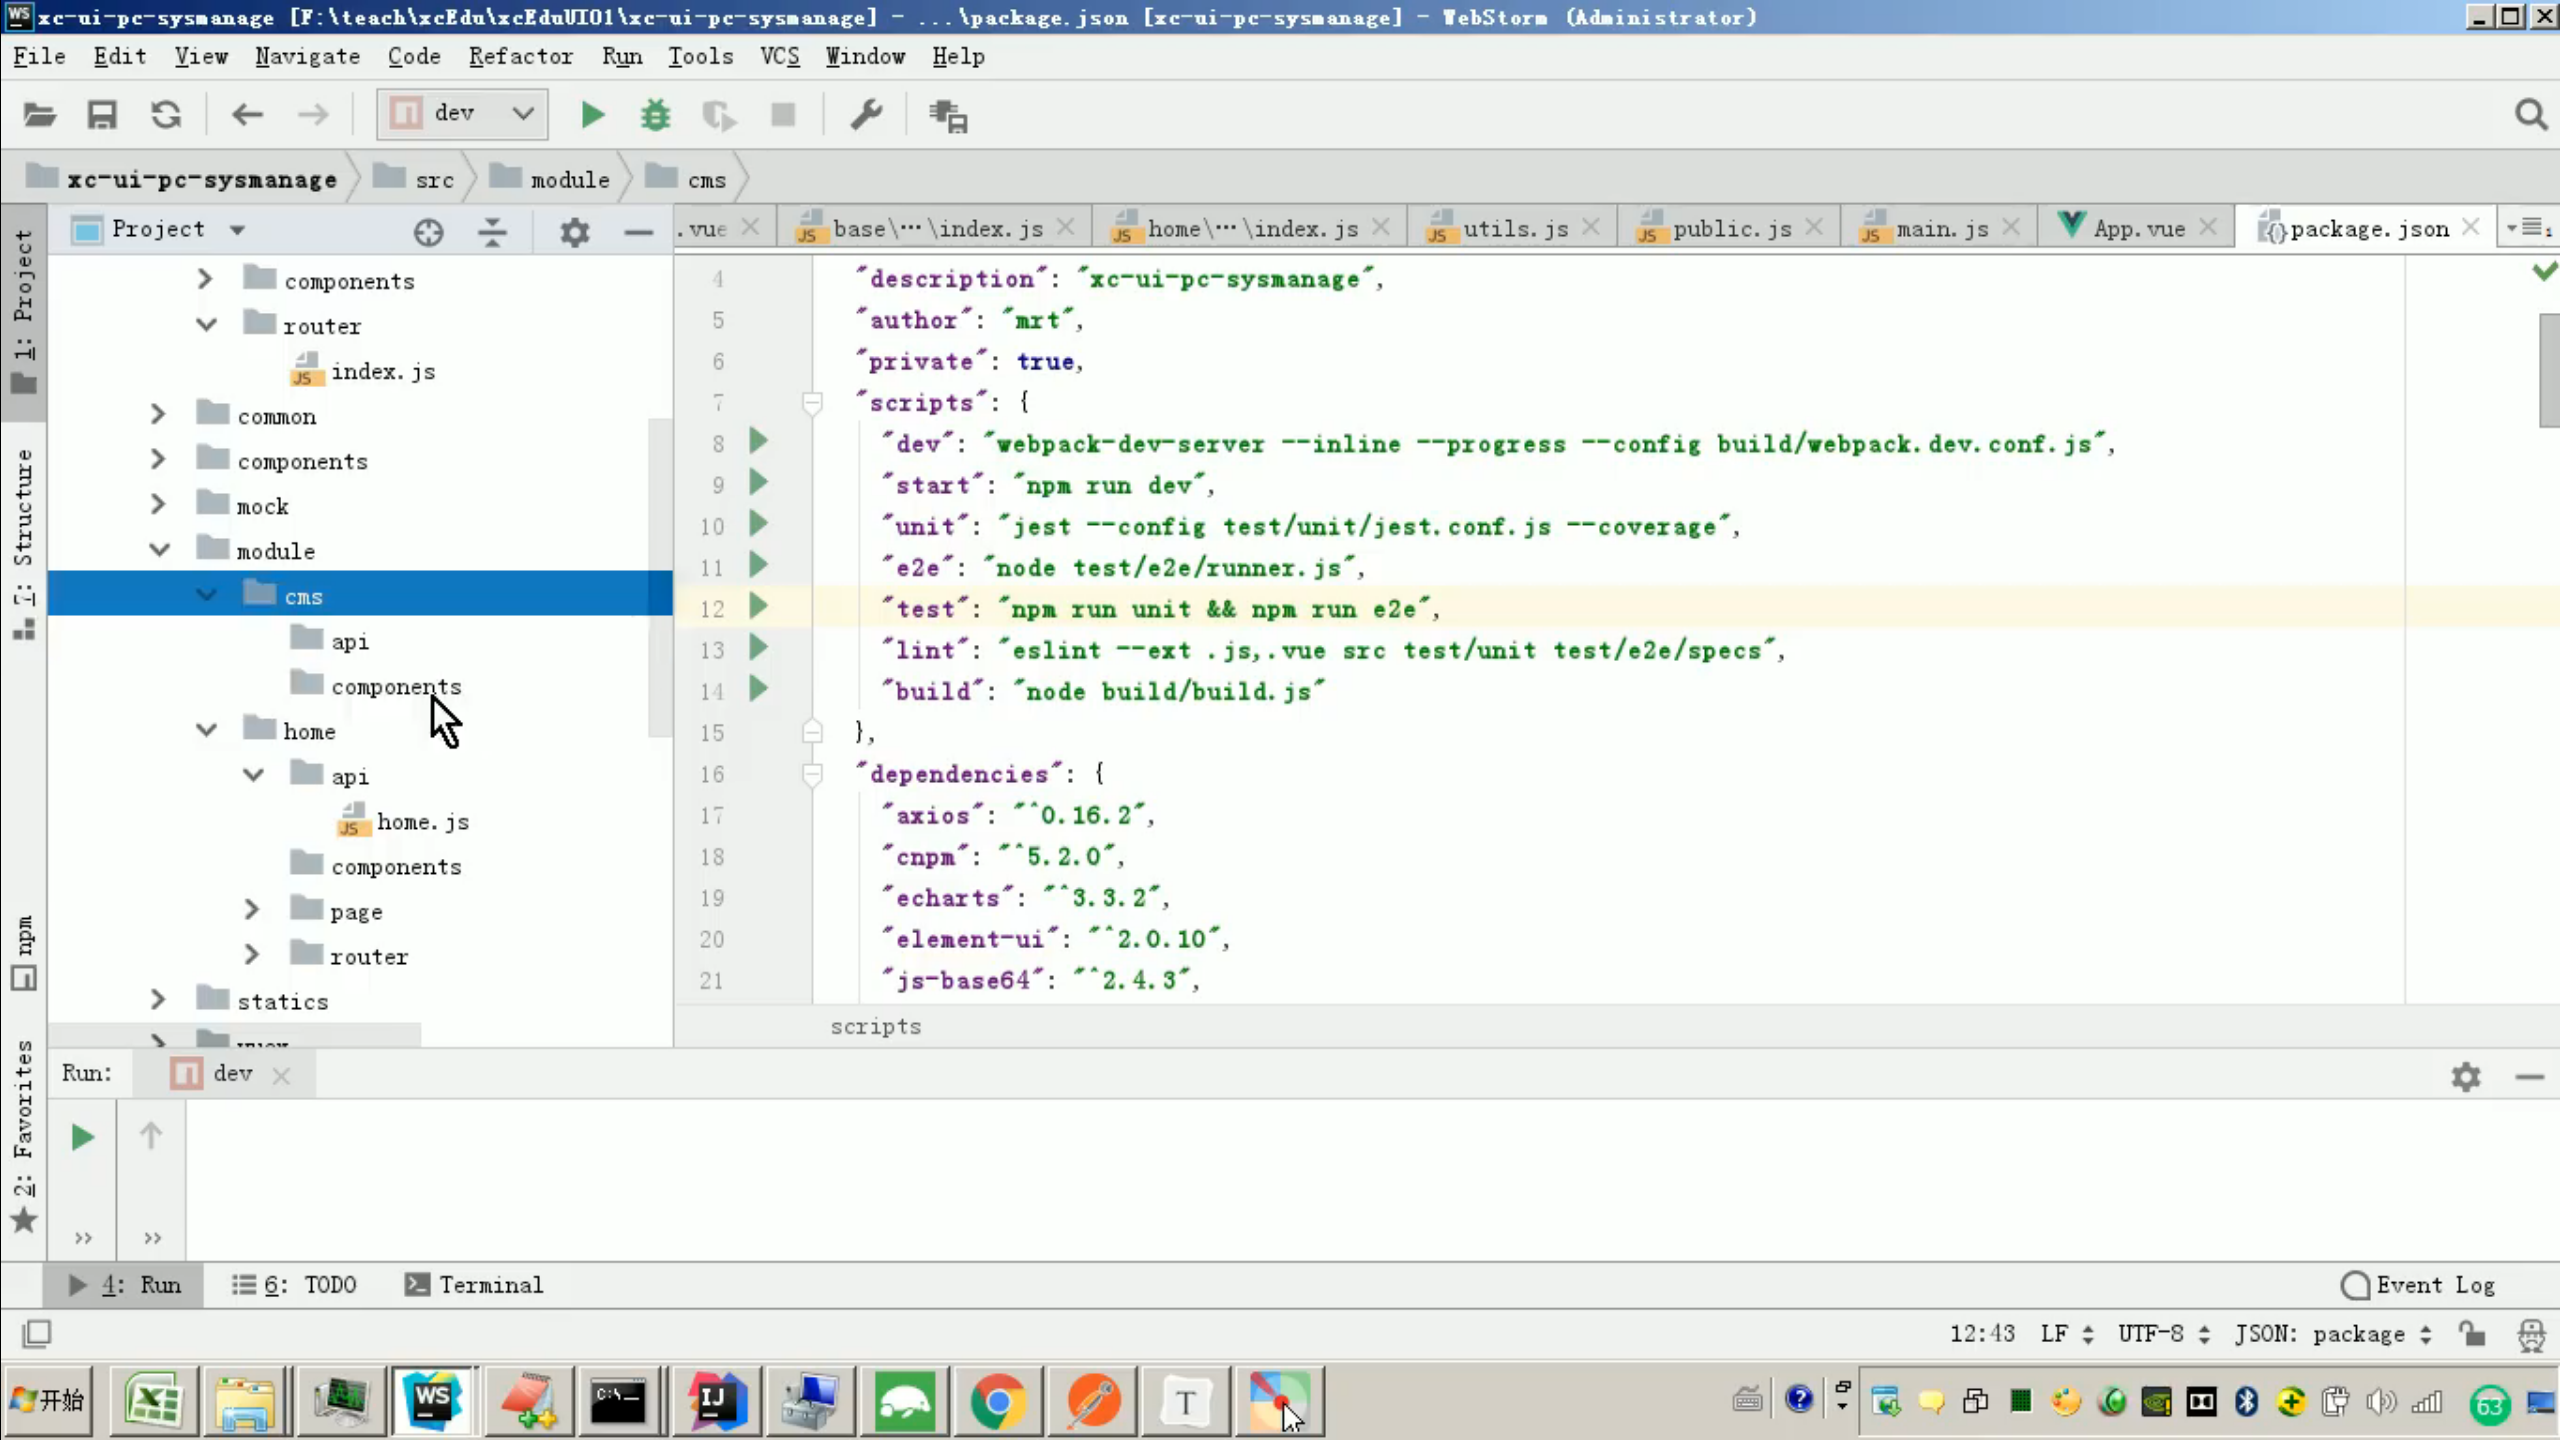 xc-ui-pc-sysmanage [F:\teach\xcEdu\xcEduUI01\xc-ui-pc-sysmanage] - ...\package.json [xc-ui-pc-sysmanage] - WebStorm (Administrator)
File Edit View Navigate Code Refactor Run Tools VCS Window Help
dev
xc-ui-pc-sysmanage src module cms
Project
.vue base\…\index.js home\…\index.js utils.js public.js main.js App.vue package.json
1: Project
7: Structure
npm
2: Favorites
components
router
index.js
common
components
mock
module
cms
api
components
home
api
home.js
components
page
router
statics
4 "description": "xc-ui-pc-sysmanage",
5 "author": "mrt",
6 "private": true,
7 "scripts": {
8 "dev": "webpack-dev-server --inline --progress --config build/webpack.dev.conf.js",
9 "start": "npm run dev",
10 "unit": "jest --config test/unit/jest.conf.js --coverage",
11 "e2e": "node test/e2e/runner.js",
12 "test": "npm run unit && npm run e2e",
13 "lint": "eslint --ext .js,.vue src test/unit test/e2e/specs",
14 "build": "node build/build.js"
15 },
16 "dependencies": {
17 "axios": "^0.16.2",
18 "cnpm": "^5.2.0",
19 "echarts": "^3.3.2",
20 "element-ui": "^2.0.10",
21 "js-base64": "^2.4.3",
scripts
Run: dev
4: Run 6: TODO Terminal Event Log
12:43 LF UTF-8 JSON: package
开始 63